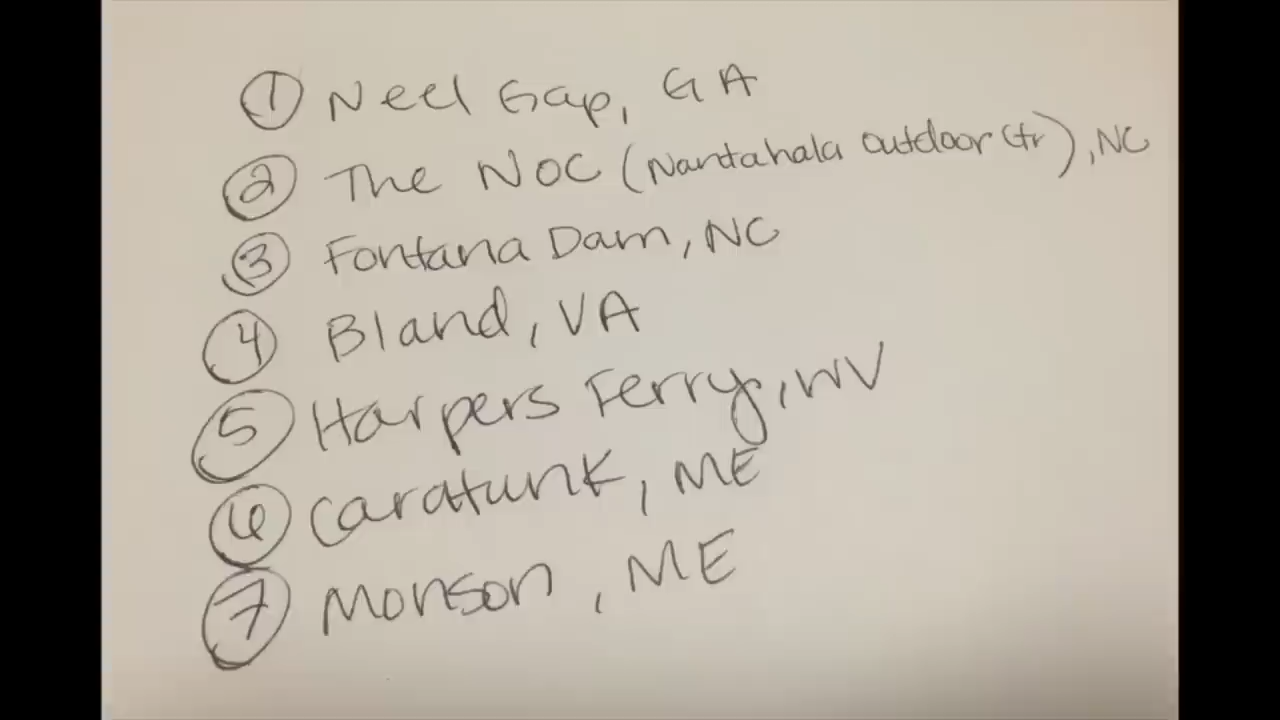 1 Neel Gap, GA
2 The NOC (Nantahala outdoor Ctr), NC
3 Fontana Dam, NC
4 Bland, VA
5 Harpers Ferry, WV
6 Caratunk, ME
7 Monson, ME